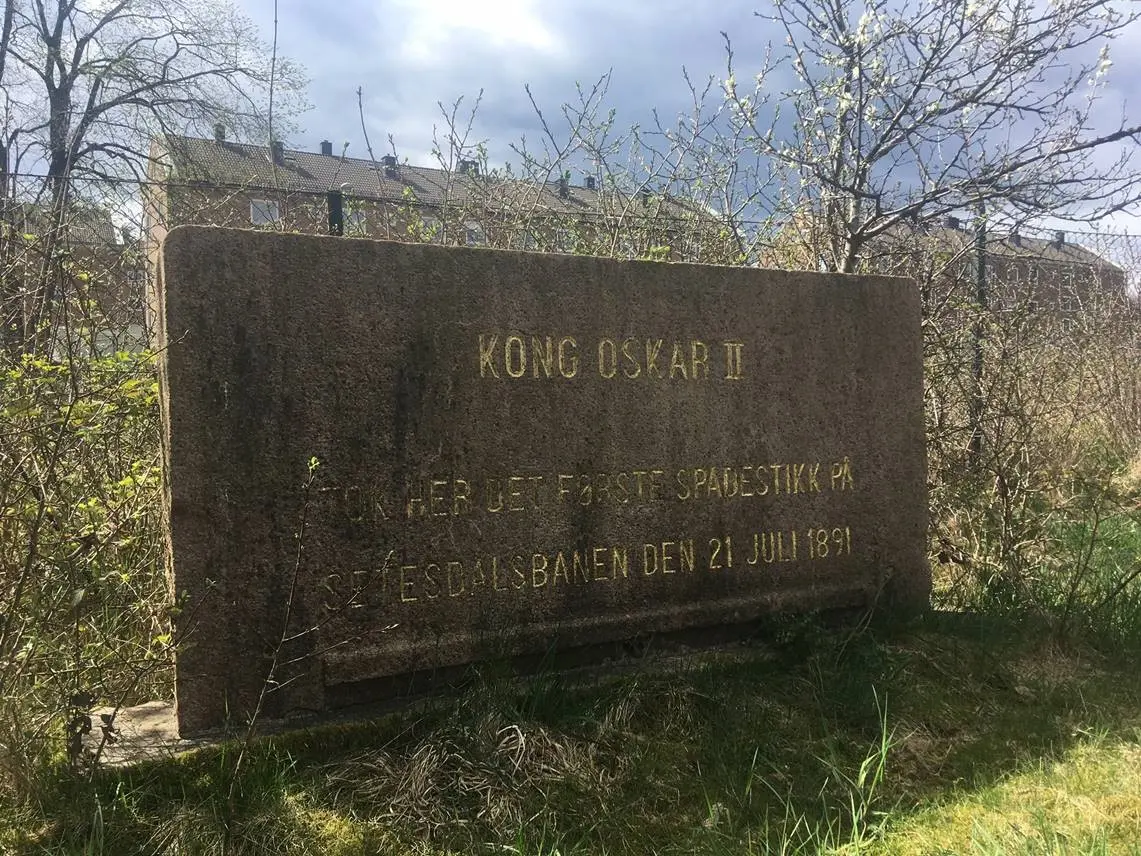 KONG OSKAR II
TOK HER DET FØRSTE SPADESTIKK PÅ
SETESDALSBANEN DEN 21 JULI 1891